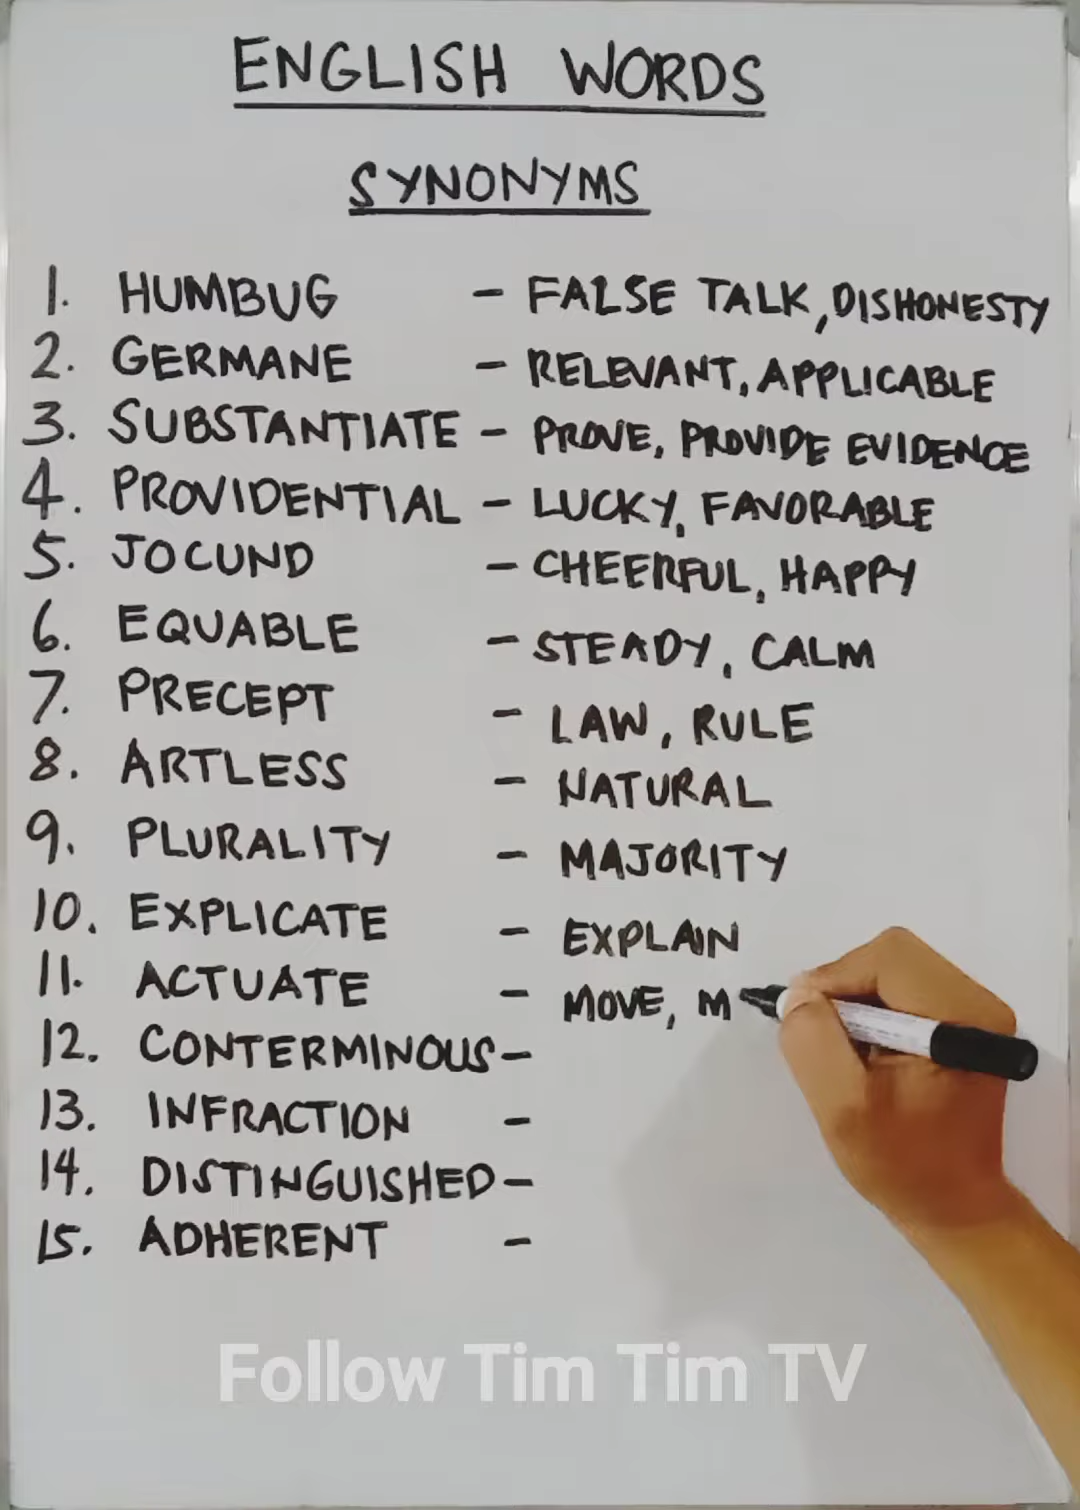 ENGLISH WORDS
SYNONYMS
1. HUMBUG - FALSE TALK, DISHONESTY
2. GERMANE - RELEVANT, APPLICABLE
3. SUBSTANTIATE - PROVE, PROVIDE EVIDENCE
4. PROVIDENTIAL - LUCKY, FAVORABLE
5. JOCUND - CHEERFUL, HAPPY
6. EQUABLE - STEADY, CALM
7. PRECEPT - LAW, RULE
8. ARTLESS - NATURAL
9. PLURALITY - MAJORITY
10. EXPLICATE - EXPLAIN
11. ACTUATE - MOVE, M
12. CONTERMINOUS -
13. INFRACTION -
14. DISTINGUISHED -
15. ADHERENT -
Follow Tim Tim TV